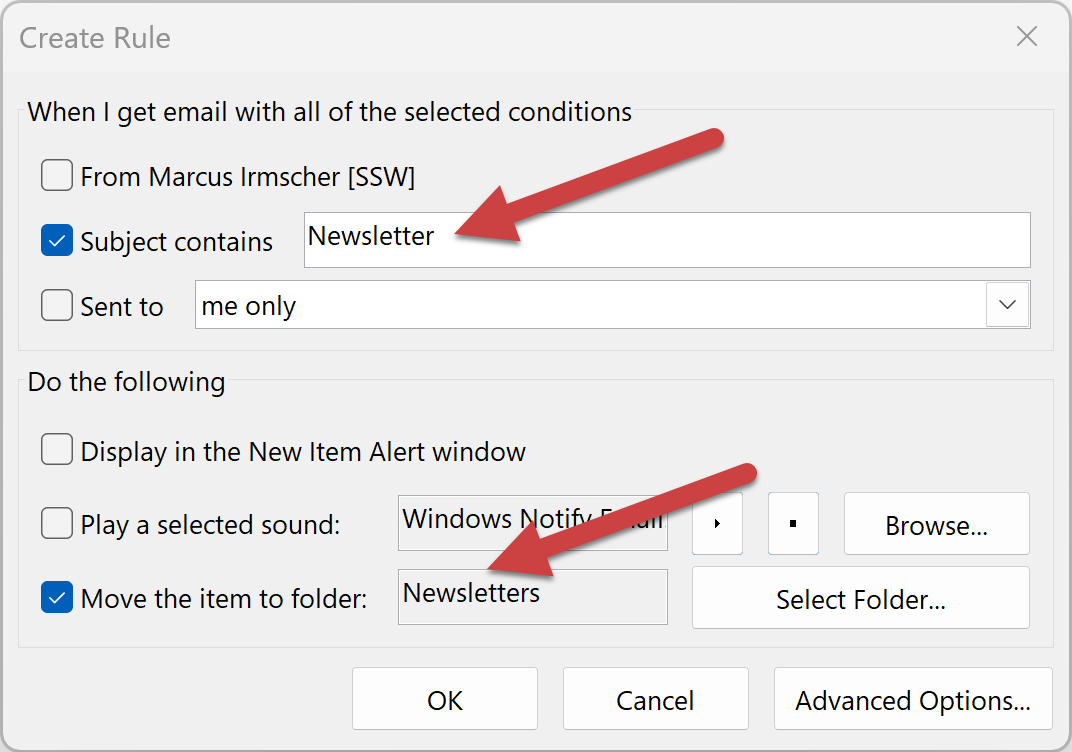 Create Rule
When I get email with all of the selected conditions
From Marcus Irmscher [SSW]
Subject contains Newsletter
Sent to me only
Do the following
Display in the New Item Alert window
Play a selected sound: Windows Notify Email Browse...
Move the item to folder: Newsletters Select Folder...
OK Cancel Advanced Options...